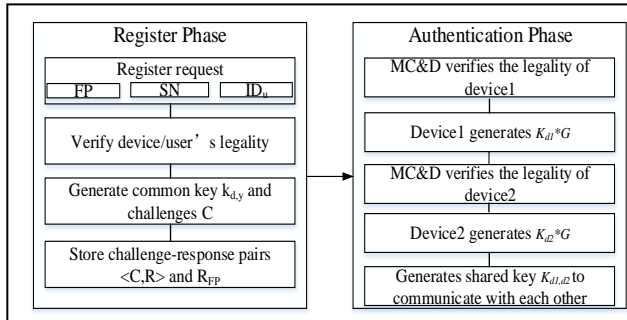 Register Phase
Register request
FP SN IDu
Verify device/user’s legality
Generate common key kd,y and
challenges C
Store challenge-response pairs
<C,R> and RFP
Authentication Phase
MC&D verifies the legality of
device1
Device1 generates Kd1*G
MC&D verifies the legality of
device2
Device2 generates Kd2*G
Generates shared key Kd1,d2 to
communicate with each other